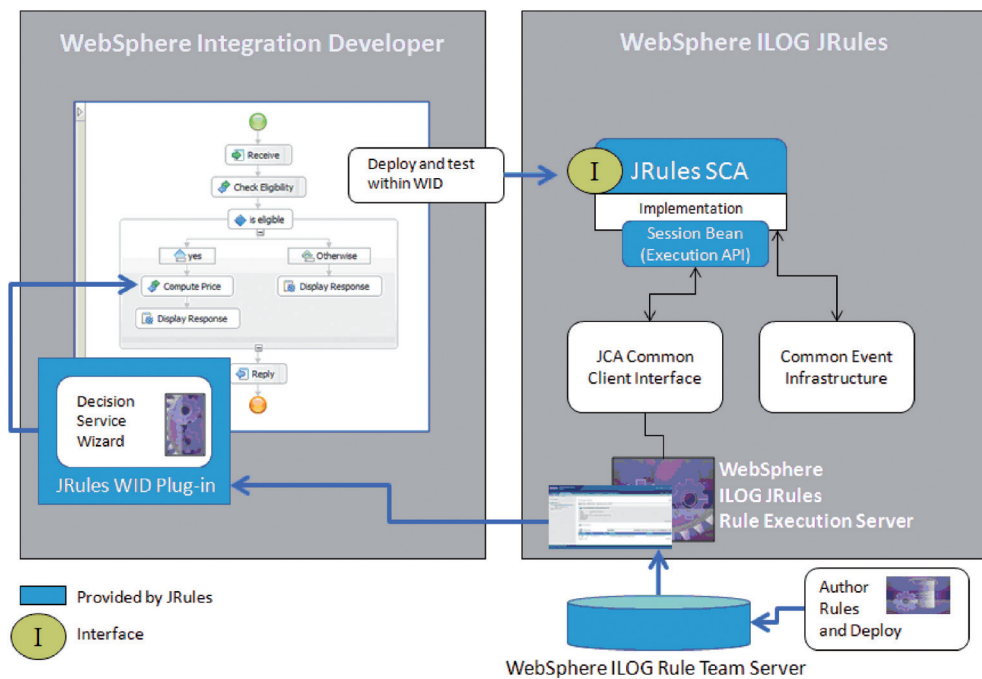 WebSphere Integration Developer
Receive
Check Eligibility
is eligible
yes
Otherwise
Compute Price
Display Response
Display Response
Reply
Decision
Service
Wizard
JRules WID Plug-in
Deploy and test
within WID
WebSphere ILOG JRules
I
JRules SCA
Implementation
Session Bean
(Execution API)
JCA Common
Client Interface
Common Event
Infrastructure
WebSphere
ILOG JRules
Rule Execution Server
Provided by JRules
I
Interface
Author
Rules
and Deploy
WebSphere ILOG Rule Team Server